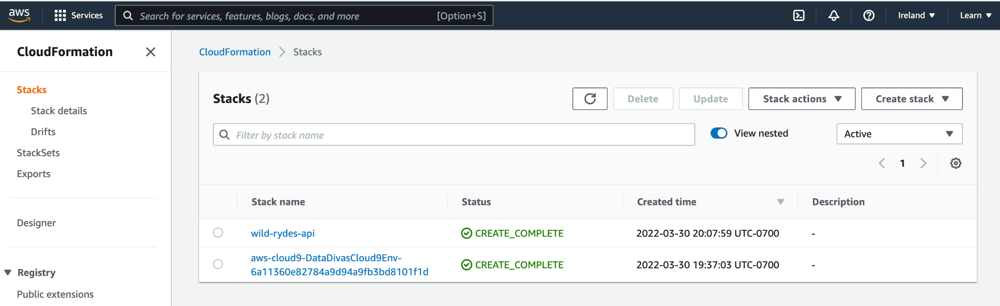 aws
Services
Search for services, features, blogs, docs, and more [Option+S]
Ireland ▼
Learn ▼
CloudFormation
Stacks
Stack details
Drifts
StackSets
Exports
Designer
▼ Registry
Public extensions
CloudFormation > Stacks
Stacks (2)
Delete
Update
Stack actions ▼
Create stack ▼
Filter by stack name
View nested
Active ▼
< 1 >
Stack name Status Created time ▼ Description
wild-rydes-api CREATE_COMPLETE 2022-03-30 20:07:59 UTC-0700 -
aws-cloud9-DataDivasCloud9Env-
6a11360e82784a9d94a9fb3bd8101f1d CREATE_COMPLETE 2022-03-30 19:37:03 UTC-0700 -